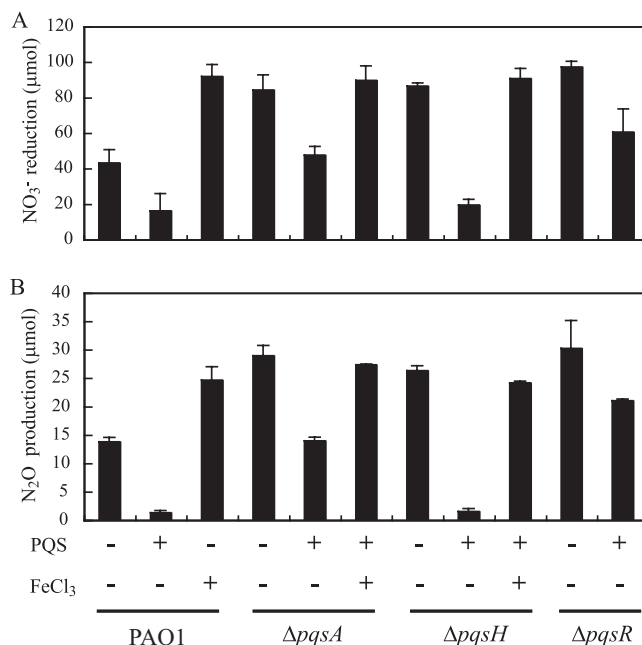 A
NO₃- reduction (μmol)
120
100
80
60
40
20
0
B
N₂O production (μmol)
40
35
30
25
20
15
10
5
0
PQS - + - - + + - + + - +
FeCl₃ - - + - - + - - + - -
PAO1 ΔpqsA ΔpqsH ΔpqsR